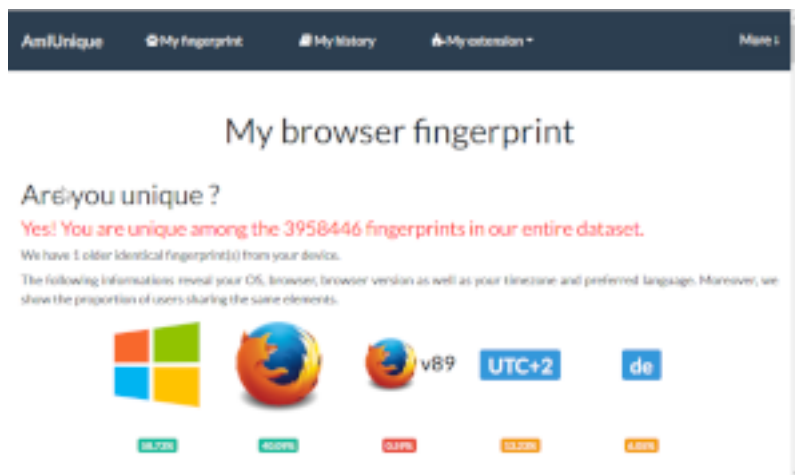 AmIUnique My fingerprint My history My extension More
My browser fingerprint
Are you unique ?
Yes! You are unique among the 3958446 fingerprints in our entire dataset.
We have 1 older identical fingerprint(s) from your device.
The following informations reveal your OS, browser, browser version as well as your timezone and preferred language. Moreover, we
show the proportion of users sharing the same elements.
v89 UTC+2 de